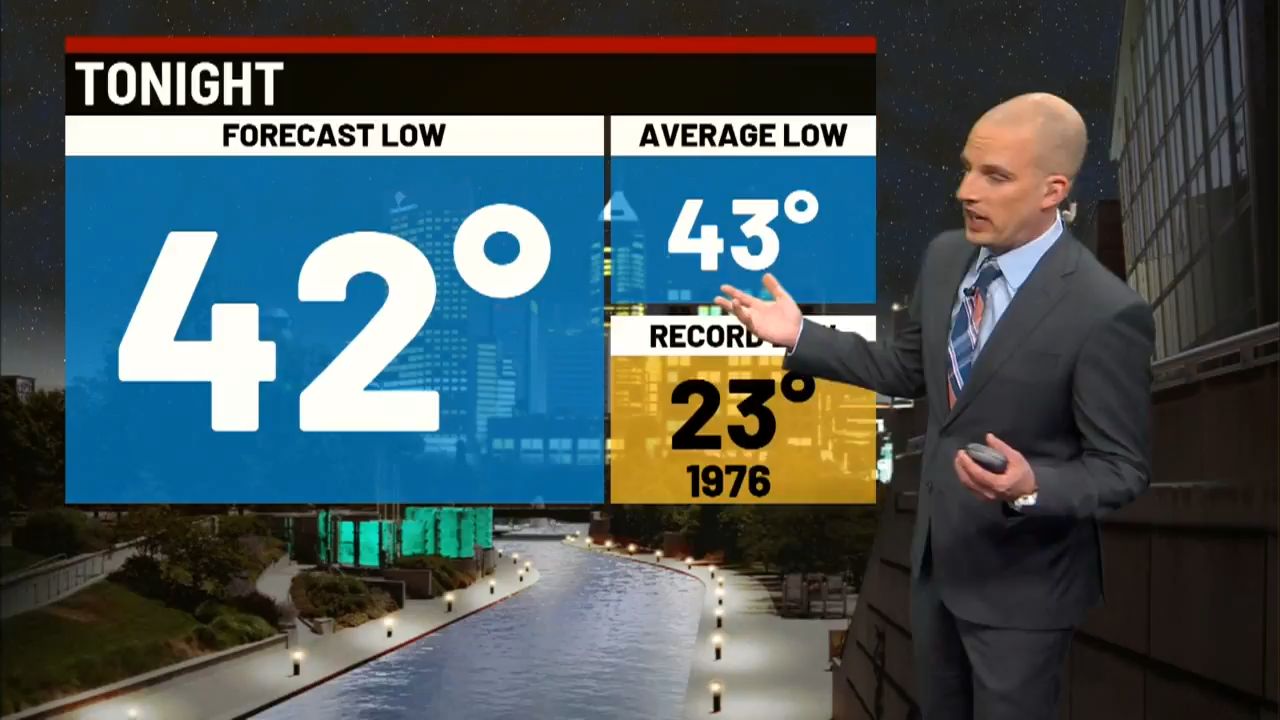 TONIGHT
FORECAST LOW
42°
AVERAGE LOW
43°
RECORD
23°
1976